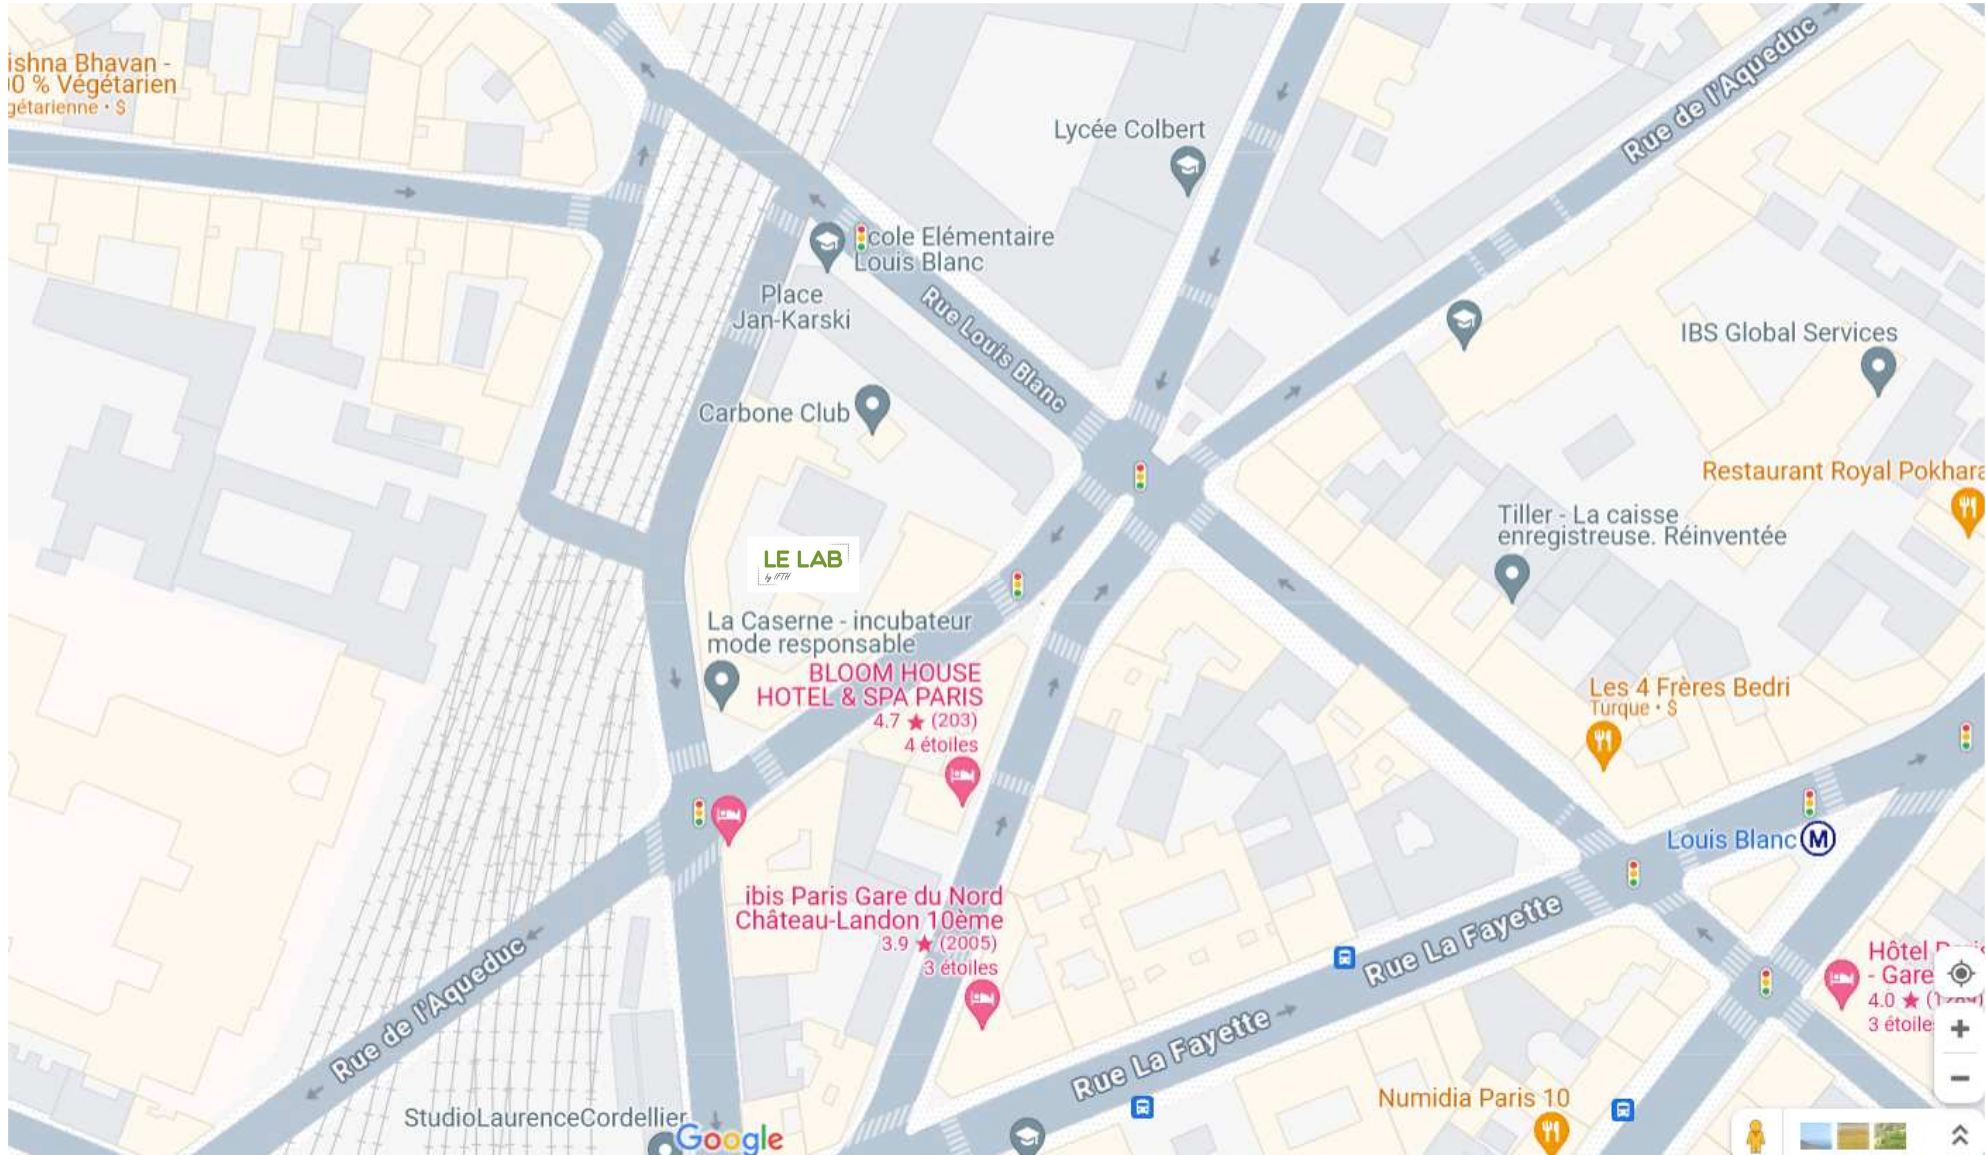 ishna Bhavan -
00 % Végétarien
gétarienne • $
Rue de l'Aqueduc
Lycée Colbert
cole Elémentaire
Louis Blanc
Place
Jan-Karski
Rue Louis Blanc
IBS Global Services
Carbone Club
Restaurant Royal Pokhara
Tiller - La caisse
enregistreuse. Réinventée
LE LAB
by IFTH
La Caserne - incubateur
mode responsable
BLOOM HOUSE
HOTEL & SPA PARIS
4.7 ★ (203)
4 étoiles
Les 4 Frères Bedri
Turque • $
Louis Blanc M
ibis Paris Gare du Nord
Château-Landon 10ème
3.9 ★ (2005)
3 étoiles
Rue La Fayette
Hôtel
- Gare
4.0 ★
3 étoile
Rue de l'Aqueduc
Rue La Fayette
Numidia Paris 10
StudioLaurenceCordellier
Google